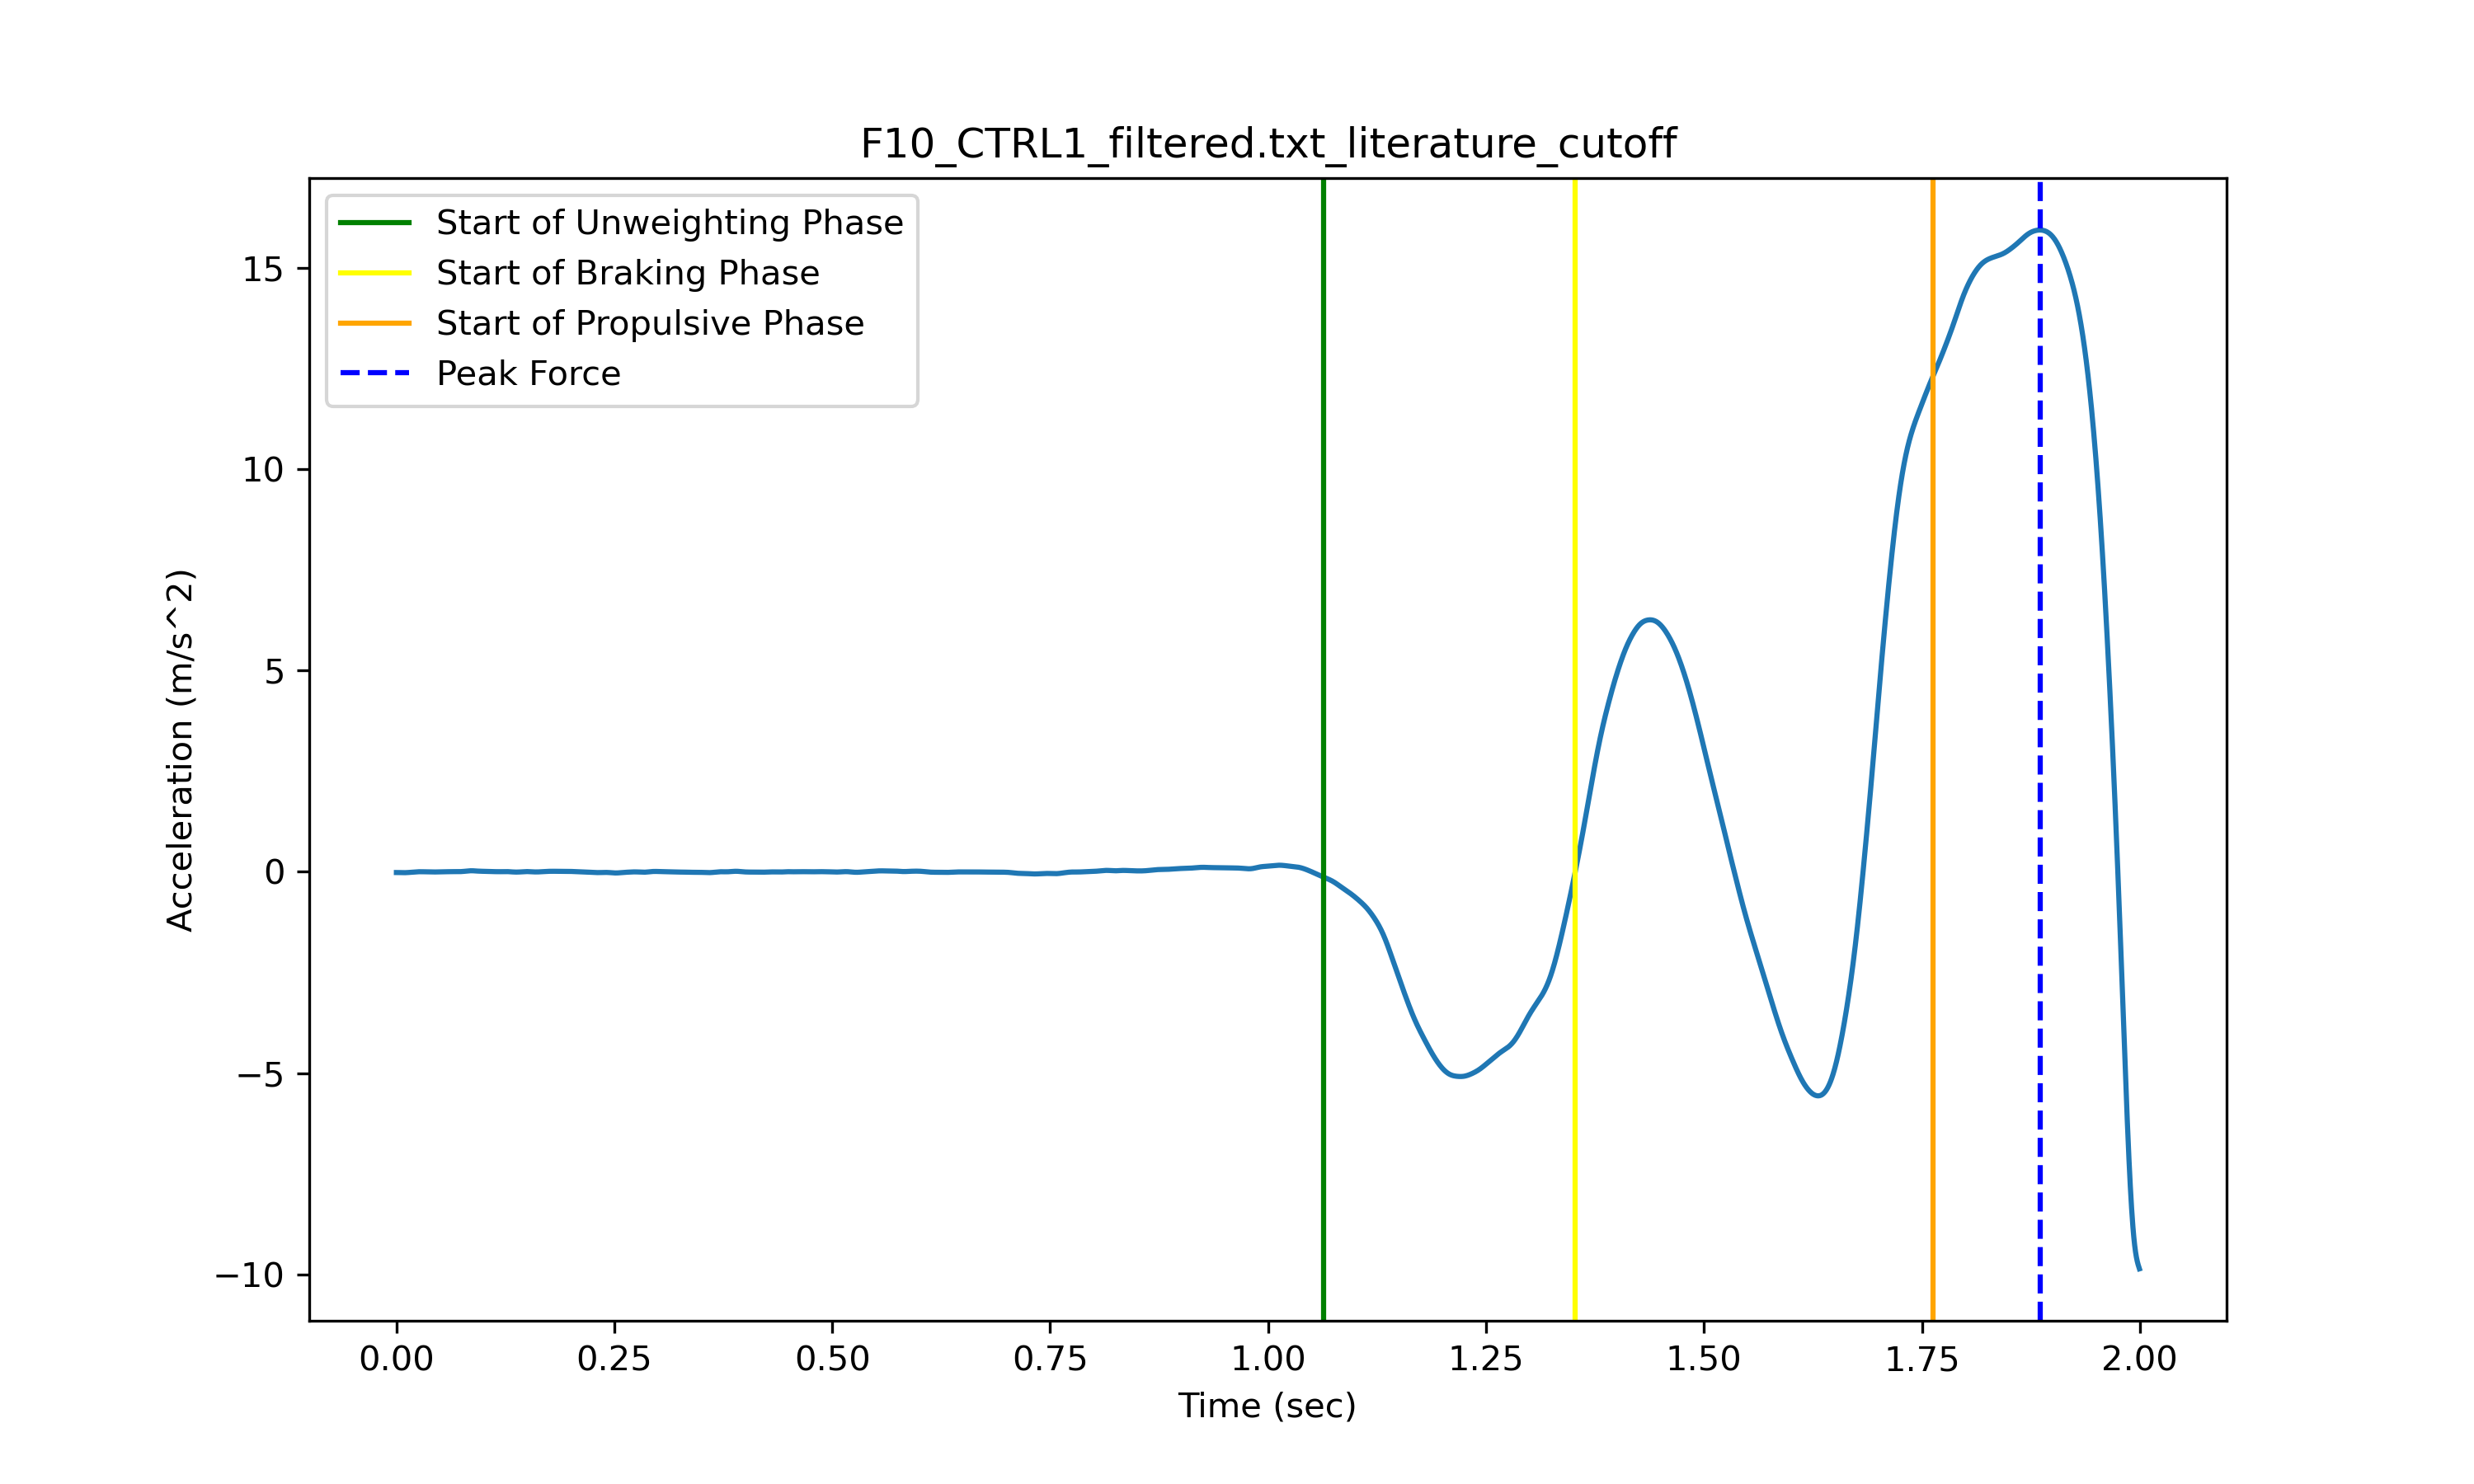 F10_CTRL1_filtered.txt_literature_cutoff
Start of Unweighting Phase
Start of Braking Phase
Start of Propulsive Phase
Peak Force
15
10
5
0
−5
−10
Acceleration (m/s^2)
0.00 0.25 0.50 0.75 1.00 1.25 1.50 1.75 2.00
Time (sec)